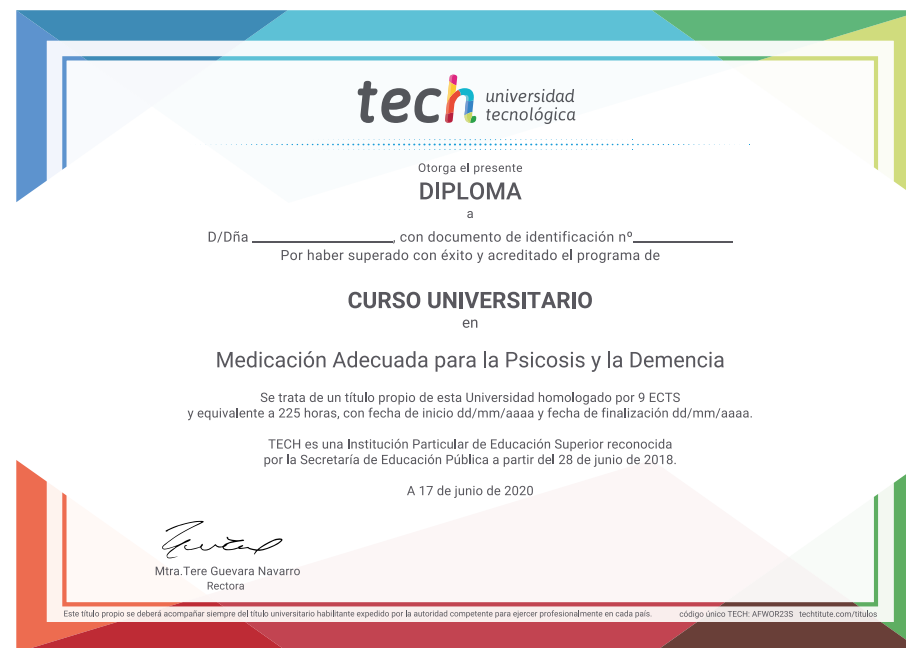 tech universidad
tecnológica
Otorga el presente
DIPLOMA
a
D/Dña ____________________, con documento de identificación nº______________
Por haber superado con éxito y acreditado el programa de
CURSO UNIVERSITARIO
en
Medicación Adecuada para la Psicosis y la Demencia
Se trata de un título propio de esta Universidad homologado por 9 ECTS
y equivalente a 225 horas, con fecha de inicio dd/mm/aaaa y fecha de finalización dd/mm/aaaa.
TECH es una Institución Particular de Educación Superior reconocida
por la Secretaría de Educación Pública a partir del 28 de junio de 2018.
A 17 de junio de 2020
Mtra.Tere Guevara Navarro
Rectora
Este título propio se deberá acompañar siempre del título universitario habilitante expedido por la autoridad competente para ejercer profesionalmente en cada país. código único TECH: AFWOR23S techtitute.com/titulos